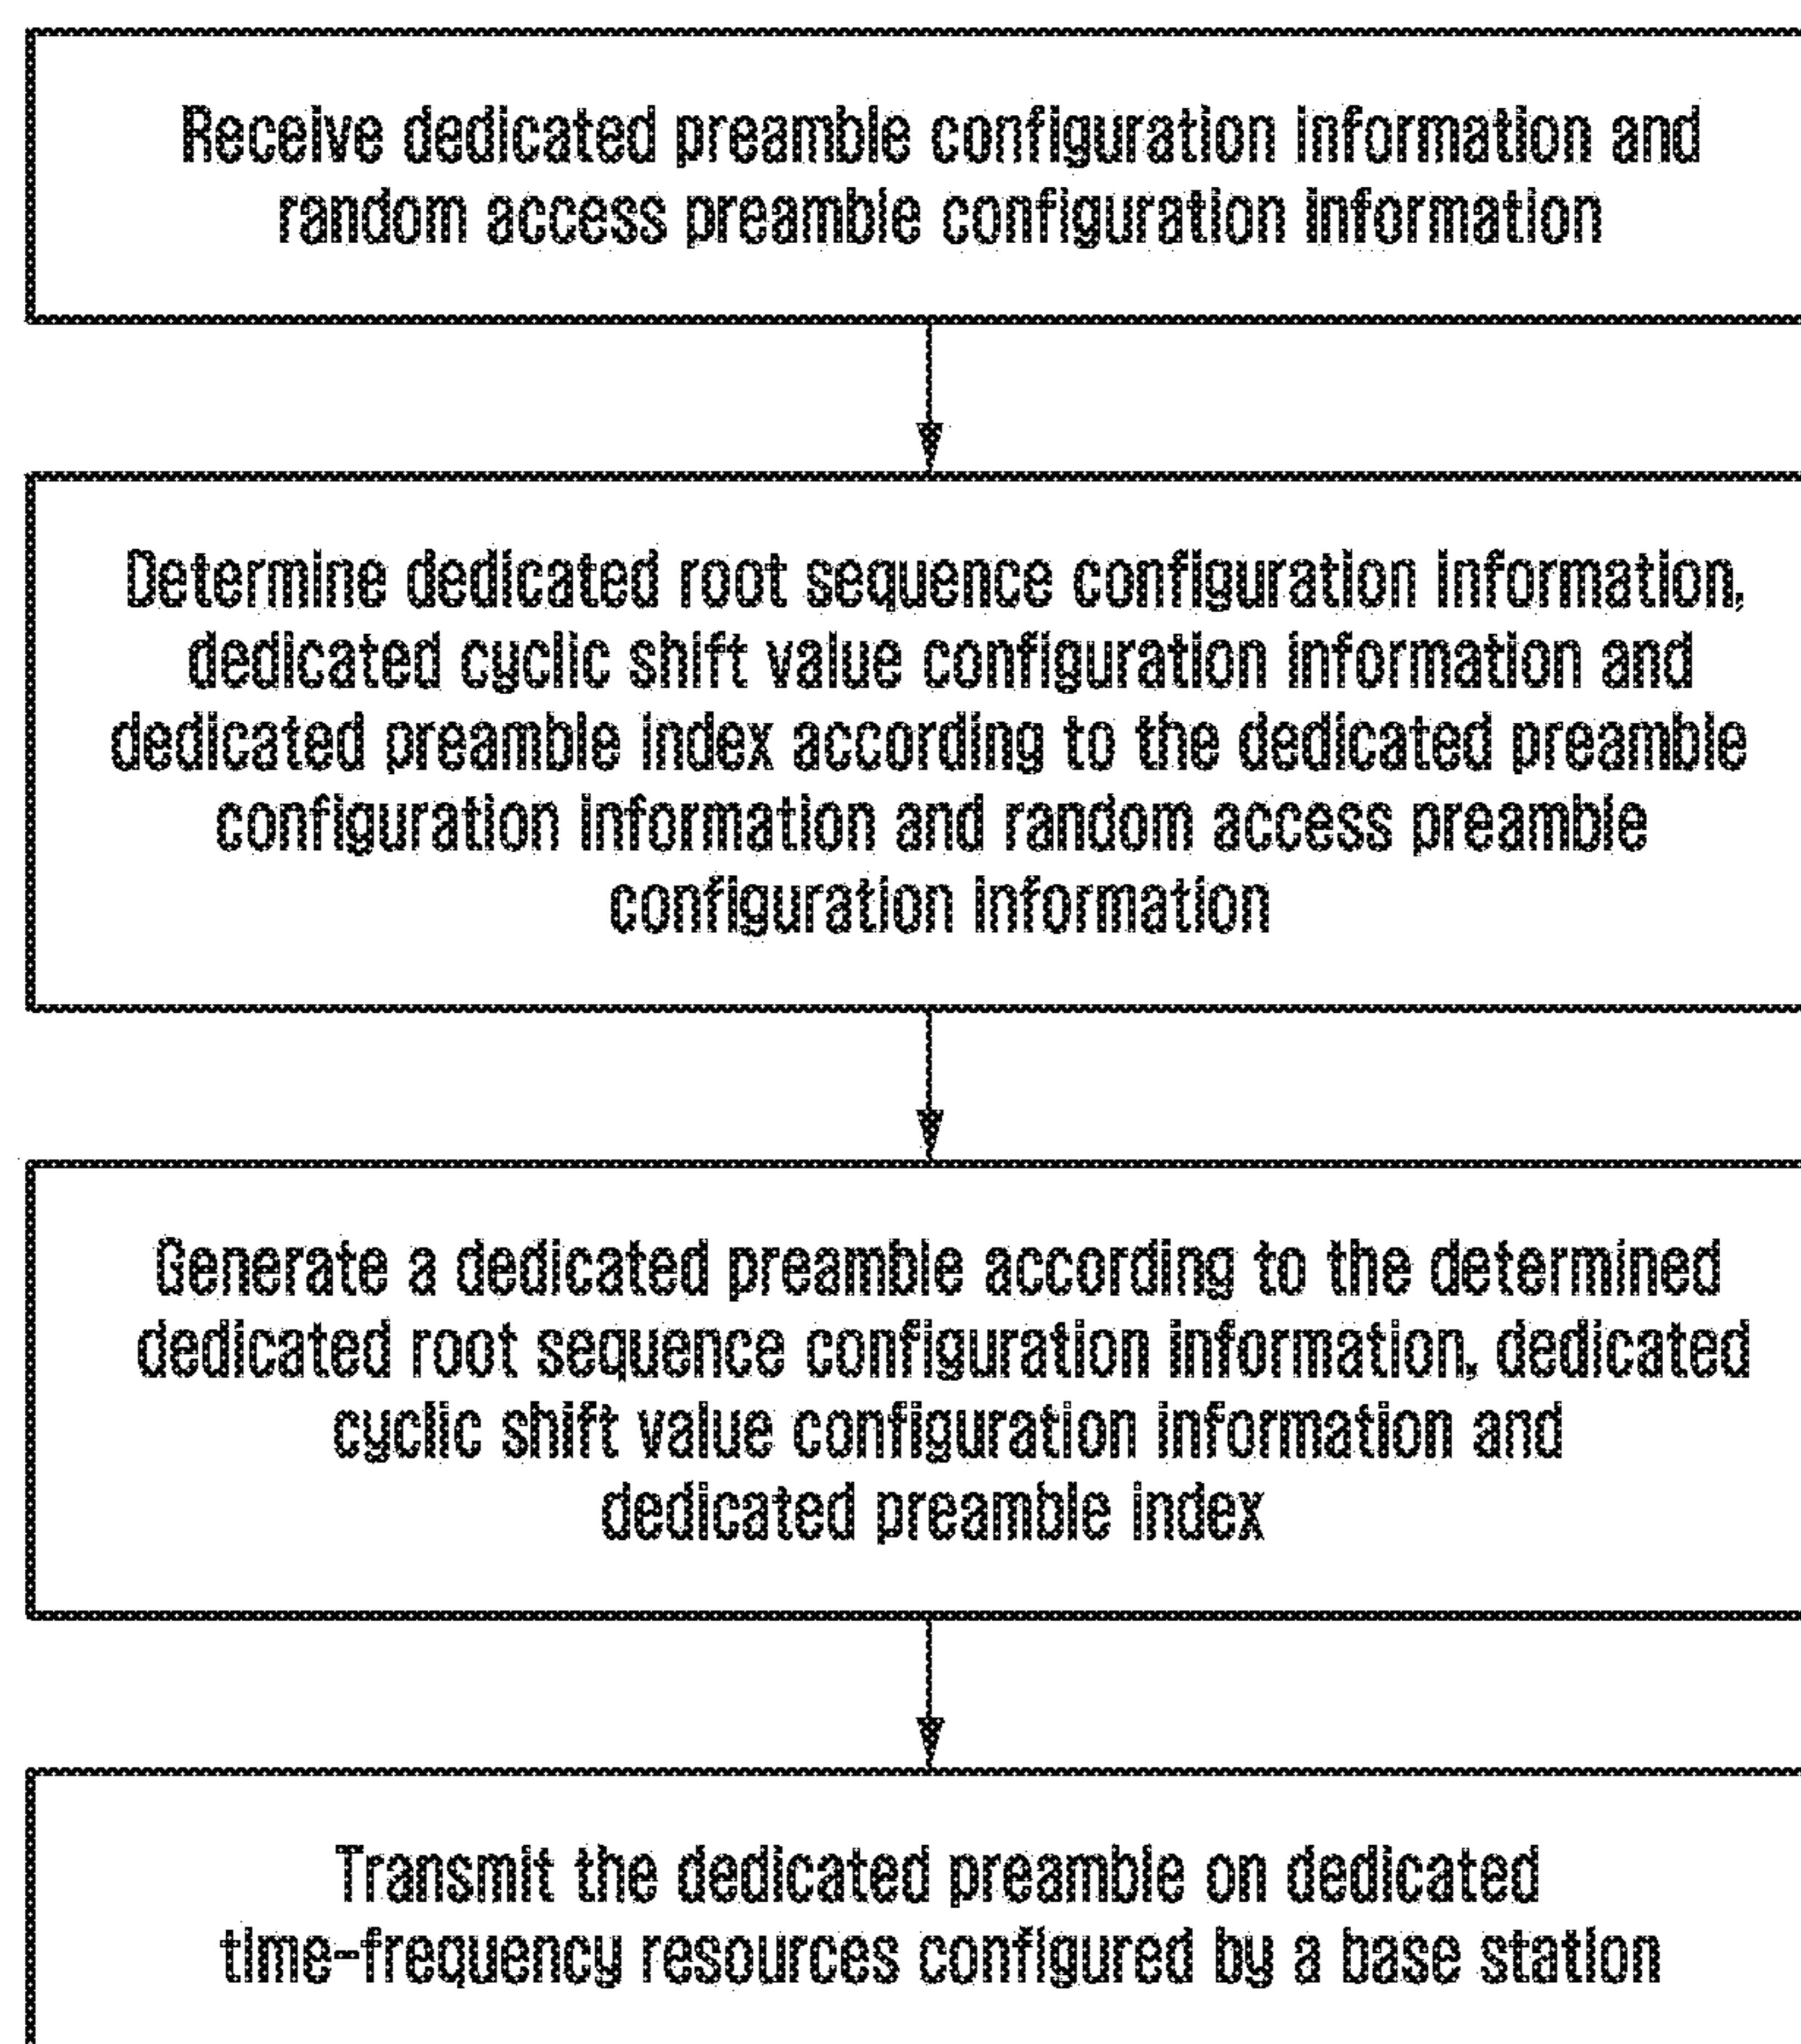 Receive dedicated preamble configuration information and
random access preamble configuration information
Determine dedicated root sequence configuration information,
dedicated cyclic shift value configuration information and
dedicated preamble index according to the dedicated preamble
configuration information and random access preamble
configuration information
Generate a dedicated preamble according to the determined
dedicated root sequence configuration information, dedicated
cyclic shift value configuration information and
dedicated preamble index
Transmit the dedicated preamble on dedicated
time-frequency resources configured by a base station